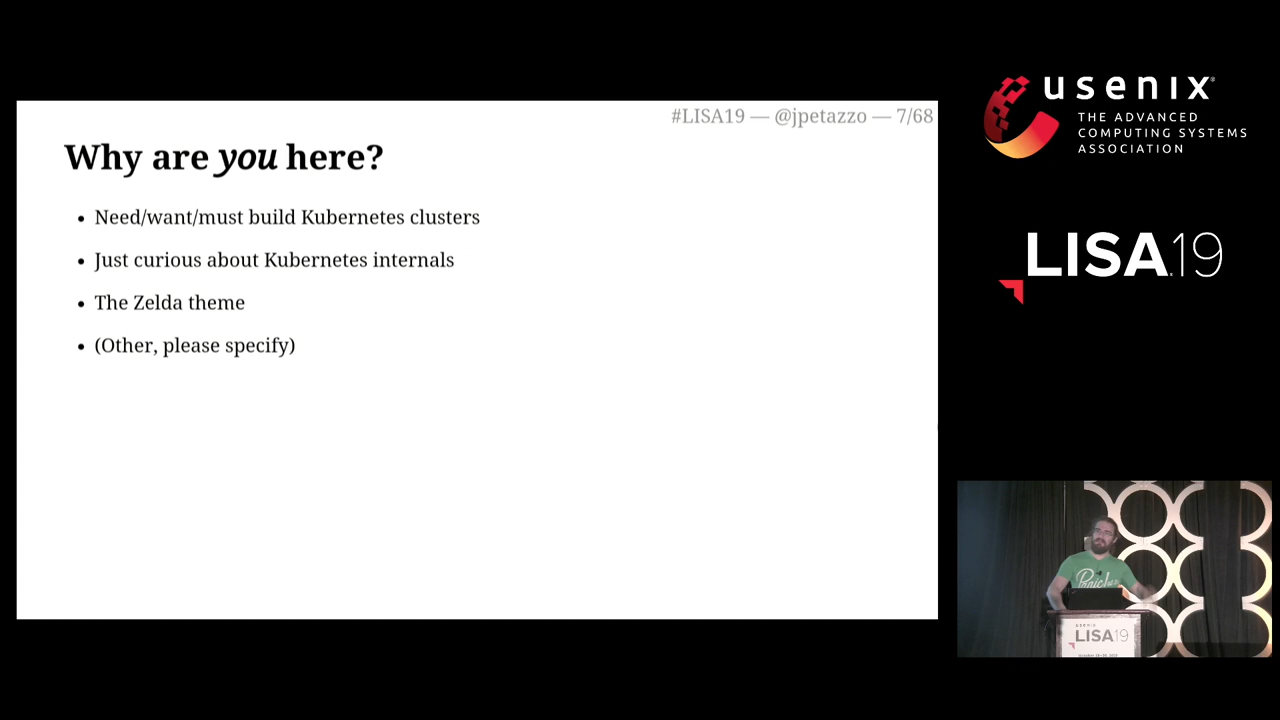 #LISA19 — @jpetazzo — 7/68
Why are you here?
• Need/want/must build Kubernetes clusters
• Just curious about Kubernetes internals
• The Zelda theme
• (Other, please specify)
usenix
THE ADVANCED
COMPUTING SYSTEMS
ASSOCIATION
LISA19
usenix
LISA19